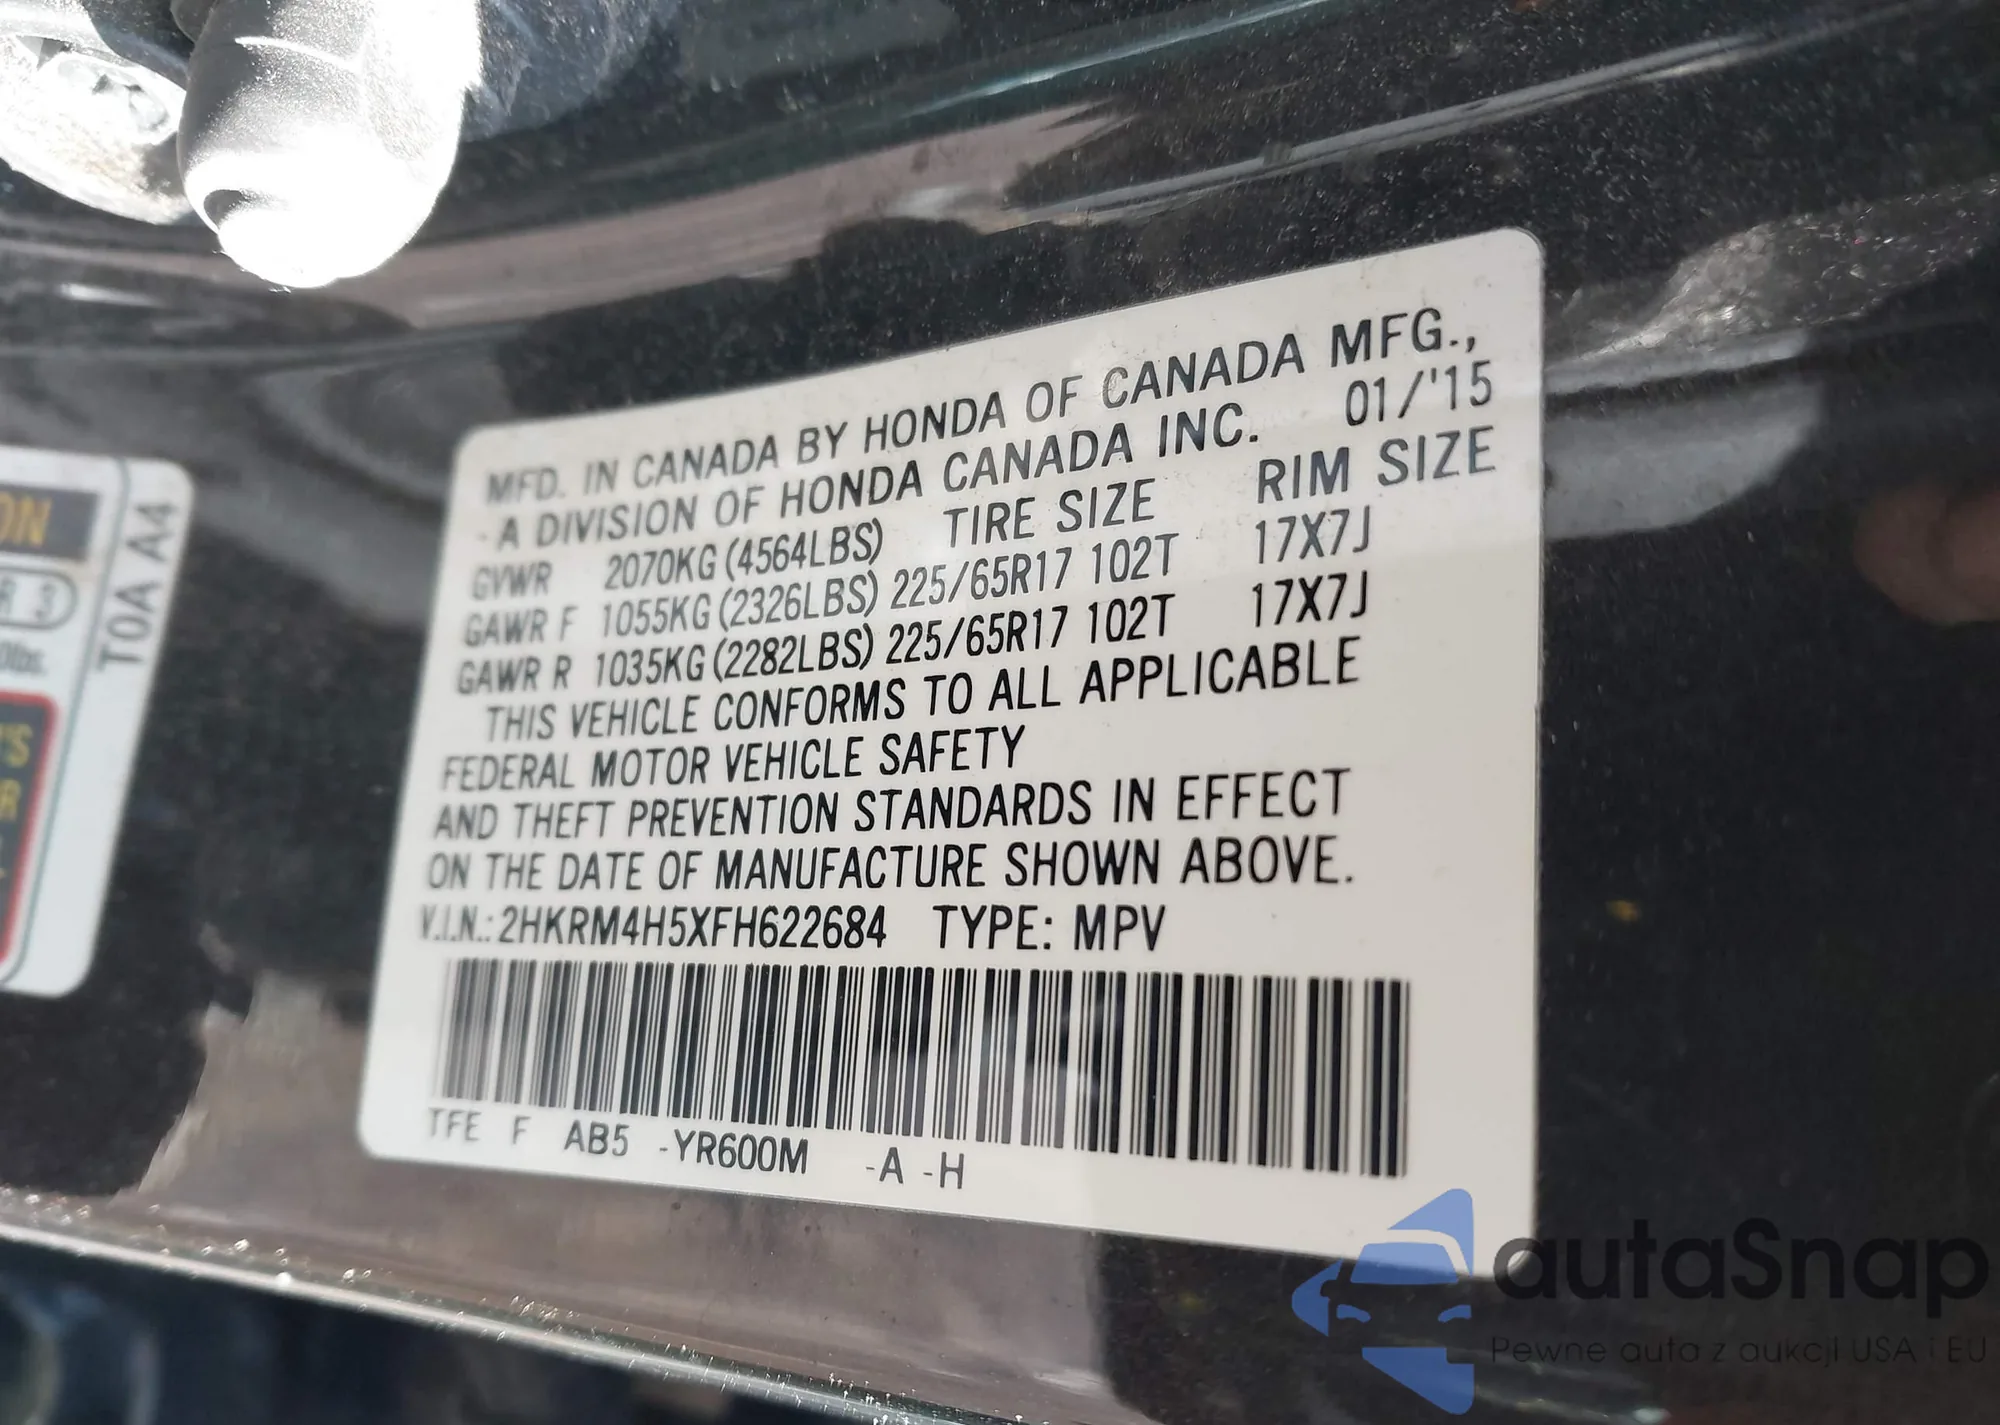 MFD. IN CANADA BY HONDA OF CANADA MFG.,
- A DIVISION OF HONDA CANADA INC. 01/'15
GVWR 2070KG (4564LBS) TIRE SIZE RIM SIZE
GAWR F 1055KG (2326LBS) 225/65R17 102T 17X7J
GAWR R 1035KG (2282LBS) 225/65R17 102T 17X7J
THIS VEHICLE CONFORMS TO ALL APPLICABLE
FEDERAL MOTOR VEHICLE SAFETY
AND THEFT PREVENTION STANDARDS IN EFFECT
ON THE DATE OF MANUFACTURE SHOWN ABOVE.
V.I.N.: 2HKRM4H5XFH622684 TYPE: MPV
TFE F AB5 -YR600M -A -H
T0A A4
autaSnap
Pewne auta z aukcji USA i EU